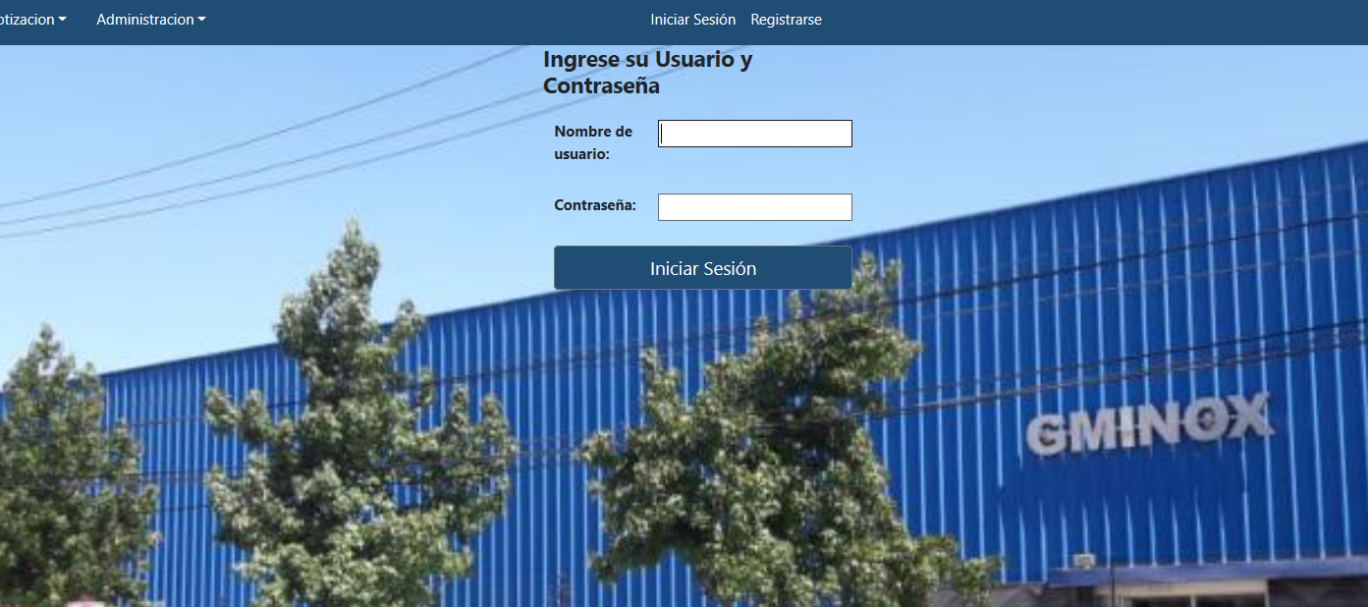 Administracion
Iniciar Sesión Registrarse
Ingrese su Usuario y
Contraseña
Nombre de
usuario:
Contraseña:
Iniciar Sesión
GMINOX